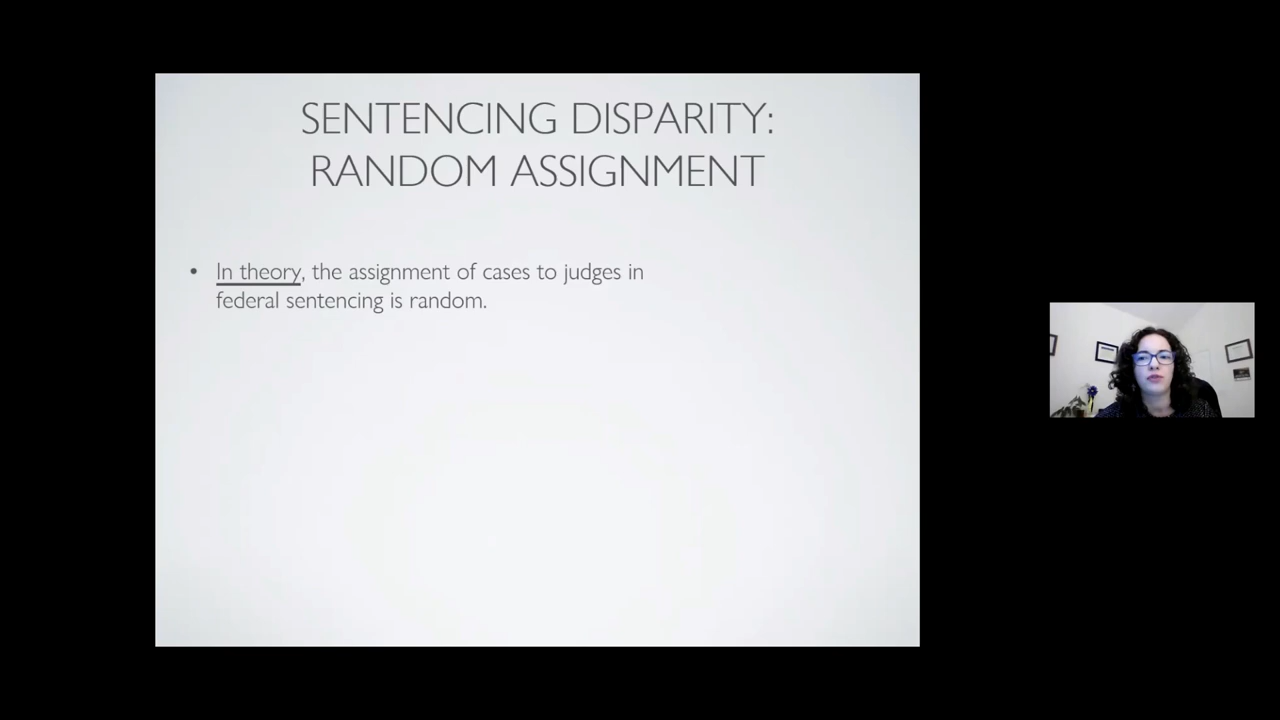 SENTENCING DISPARITY:
RANDOM ASSIGNMENT
• In theory, the assignment of cases to judges in
federal sentencing is random.